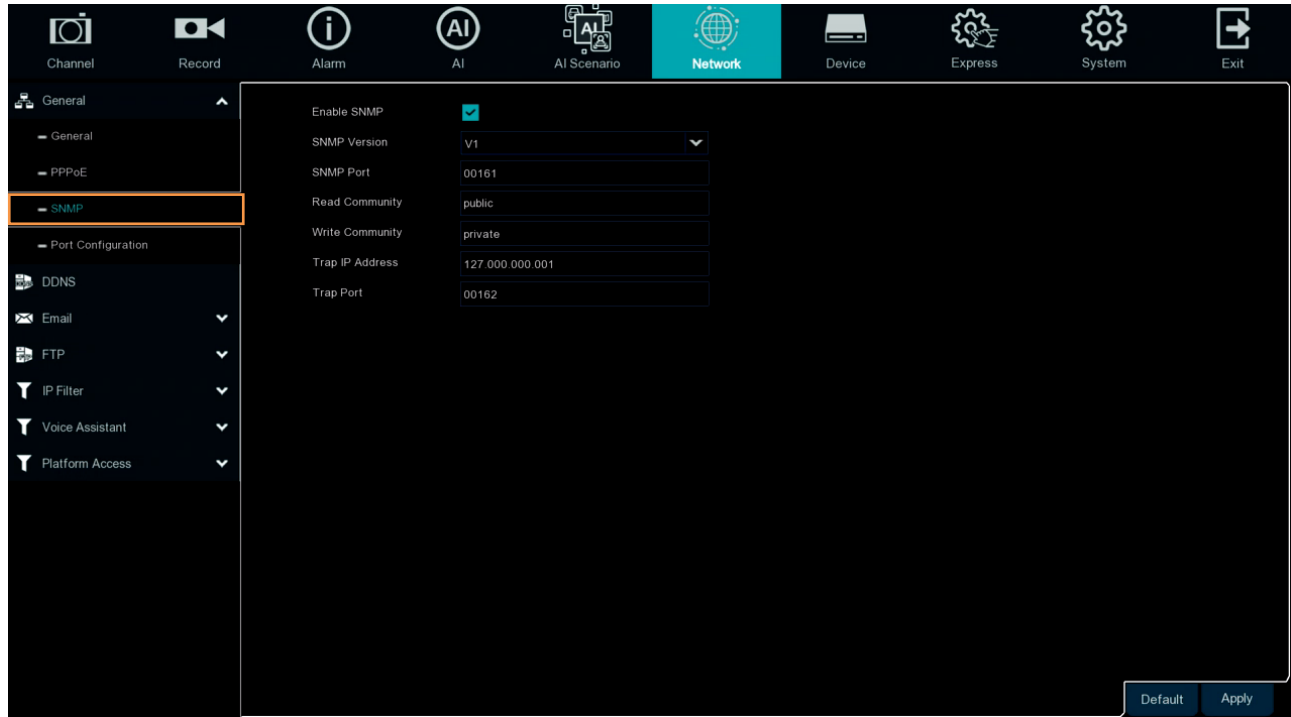 Channel Record Alarm AI AI Scenario Network Device Express System Exit
General
General
PPPoE
SNMP
Port Configuration
DDNS
Email
FTP
IP Filter
Voice Assistant
Platform Access
Enable SNMP
SNMP Version V1
SNMP Port 00161
Read Community public
Write Community private
Trap IP Address 127.000.000.001
Trap Port 00162
Default Apply